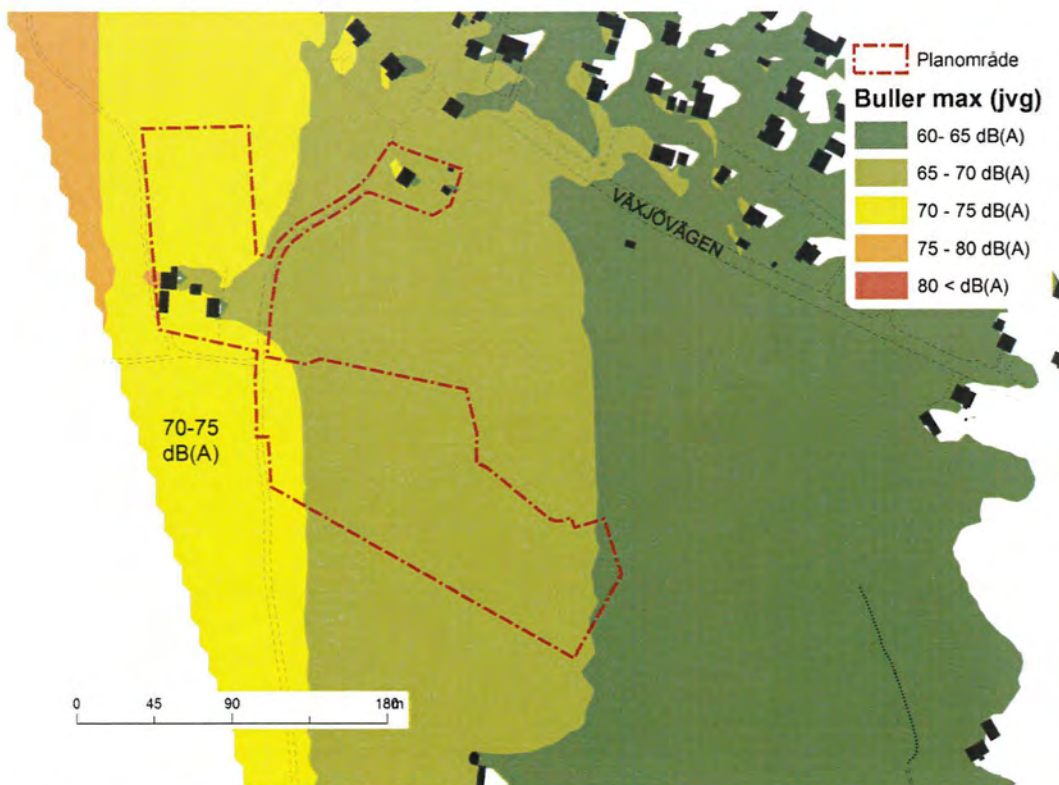 Planområde
Buller max (jvg)
60- 65 dB(A)
65 - 70 dB(A)
70 - 75 dB(A)
75 - 80 dB(A)
80 < dB(A)
VÄXJÖVÄGEN
70-75
dB(A)
0 45 90 180 m